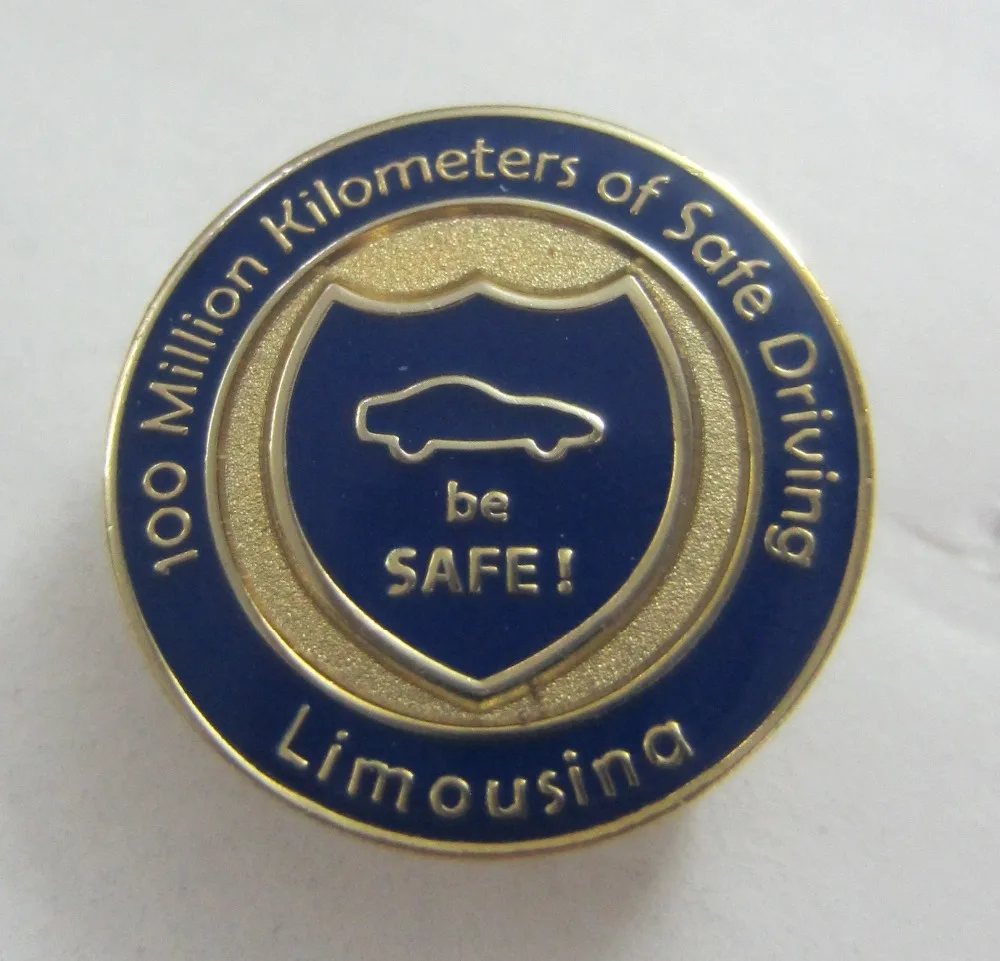 100 Million Kilometers of Safe Driving
be
SAFE!
Limousina